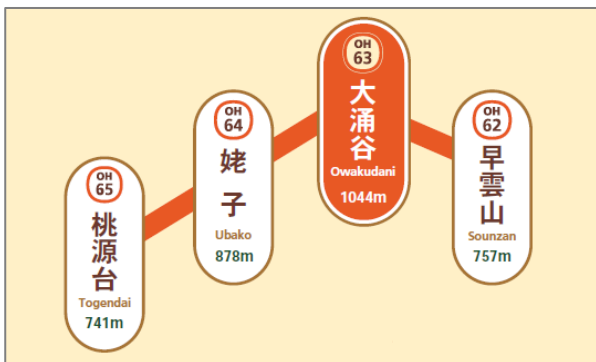 OH
65
桃源台
Togendai
741m
OH
64
姥子
Ubako
878m
OH
63
大涌谷
Owakudani
1044m
OH
62
早雲山
Sounzan
757m